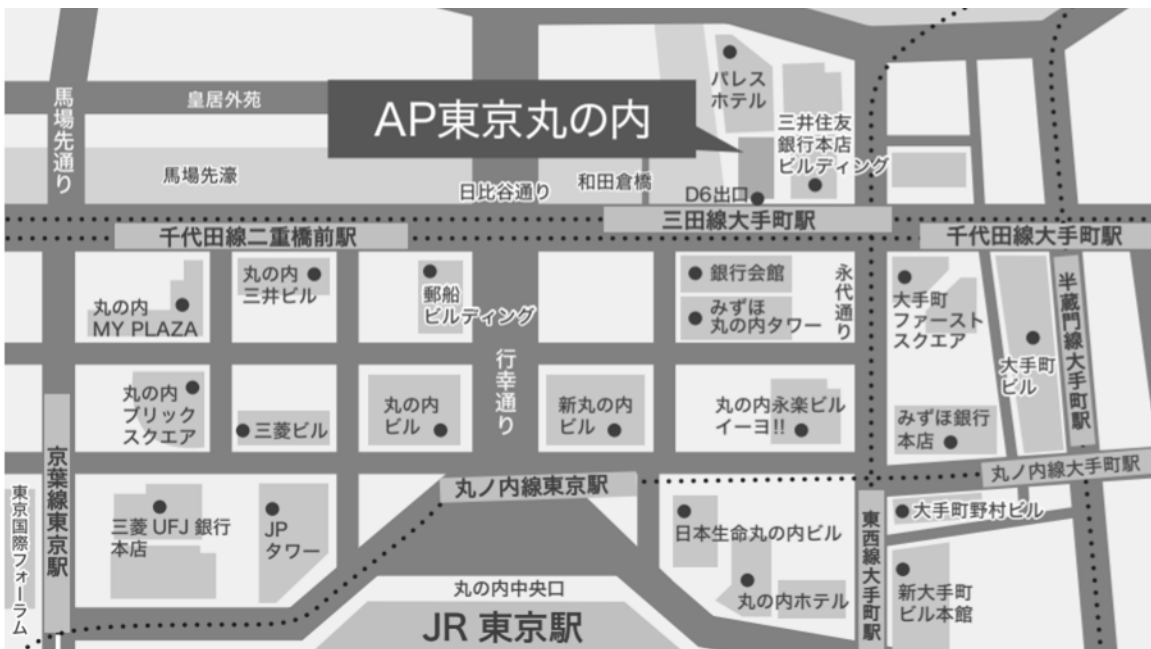 馬場先通り
皇居外苑
AP東京丸の内
パレス
ホテル
三井住友
銀行本店
ビルディング
馬場先濠
日比谷通り
和田倉橋
D6出口
千代田線二重橋前駅
三田線大手町駅
千代田線大手町駅
丸の内
MY PLAZA
丸の内
三井ビル
郵船
ビルディング
行幸通り
銀行会館
みずほ
丸の内タワー
永代通り
大手町
ファースト
スクエア
大手町
ビル
半蔵門線大手町駅
丸の内
ブリック
スクエア
三菱ビル
丸の内
ビル
新丸の内
ビル
丸の内永楽ビル
イーヨ!!
みずほ銀行
本店
丸ノ内線大手町駅
京葉線東京駅
東京国際フォーラム
三菱UFJ銀行
本店
JP
タワー
丸ノ内線東京駅
日本生命丸の内ビル
丸の内ホテル
東西線大手町駅
大手町野村ビル
新大手町
ビル本館
丸の内中央口
JR 東京駅